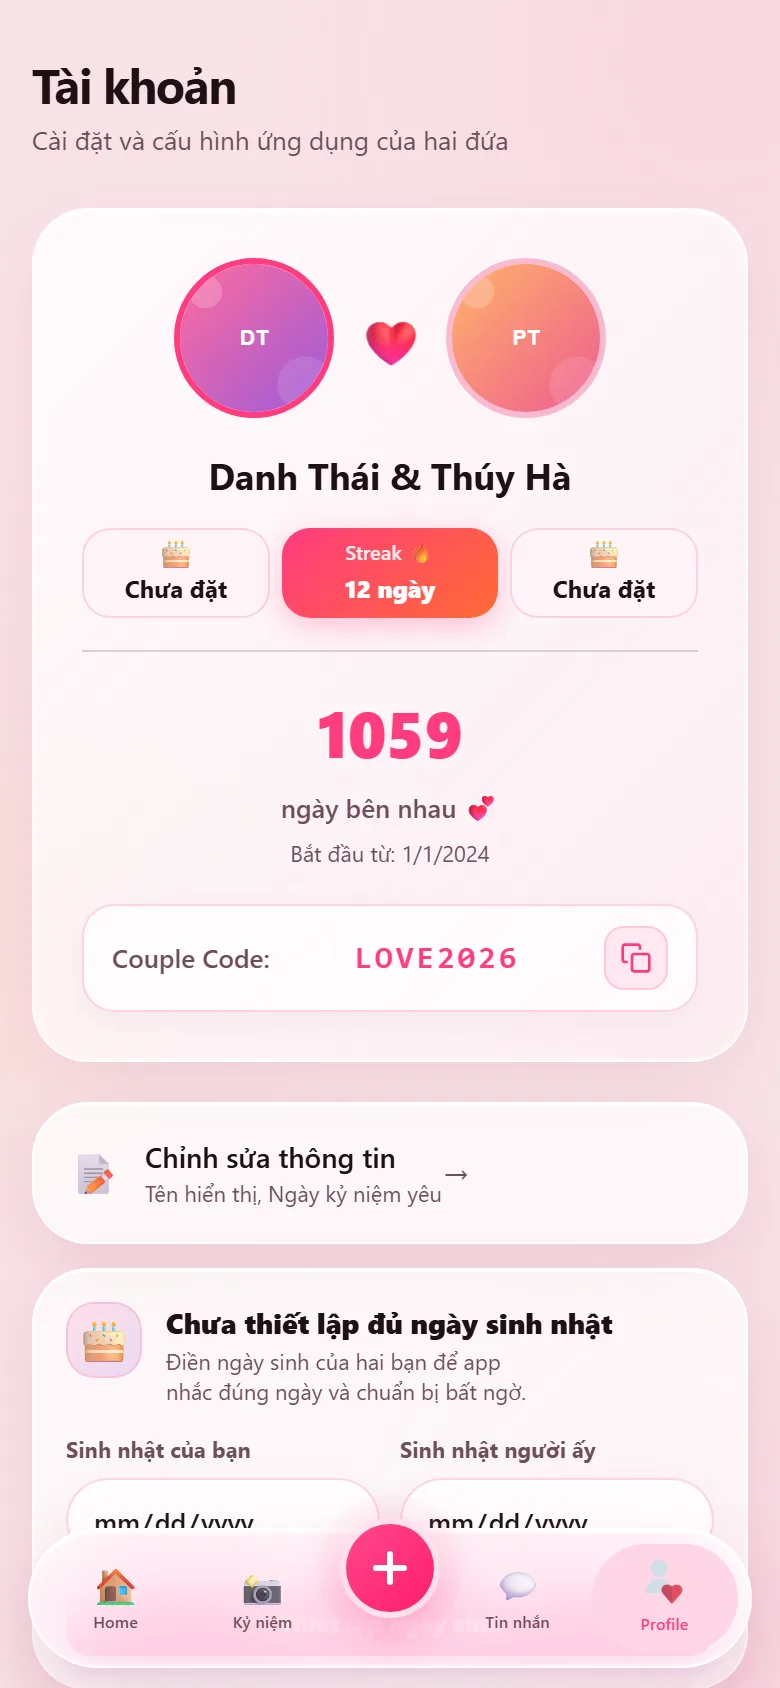 Tài khoản
Cài đặt và cấu hình ứng dụng của hai đứa
DT
PT
Danh Thái & Thúy Hà
Chưa đặt
Streak 🔥
12 ngày
Chưa đặt
1059
ngày bên nhau 💕
Bắt đầu từ: 1/1/2024
Couple Code: LOVE2026
Chỉnh sửa thông tin
Tên hiển thị, Ngày kỷ niệm yêu →
Chưa thiết lập đủ ngày sinh nhật
Điền ngày sinh của hai bạn để app
nhắc đúng ngày và chuẩn bị bất ngờ.
Sinh nhật của bạn
Sinh nhật người ấy
mm/dd/yyyy
mm/dd/yyyy
Home
Kỷ niệm
Tin nhắn
Profile